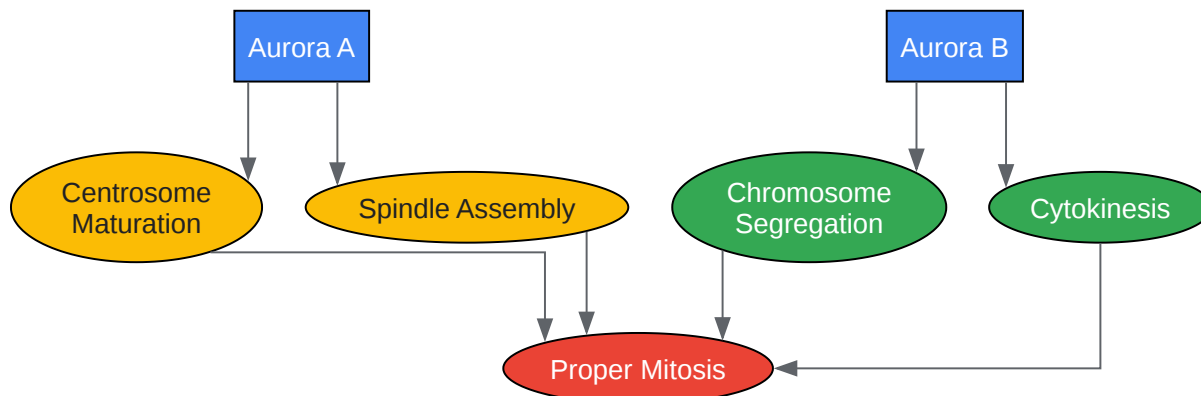 Aurora A
Aurora B
Centrosome
Maturation
Spindle Assembly
Chromosome
Segregation
Cytokinesis
Proper Mitosis